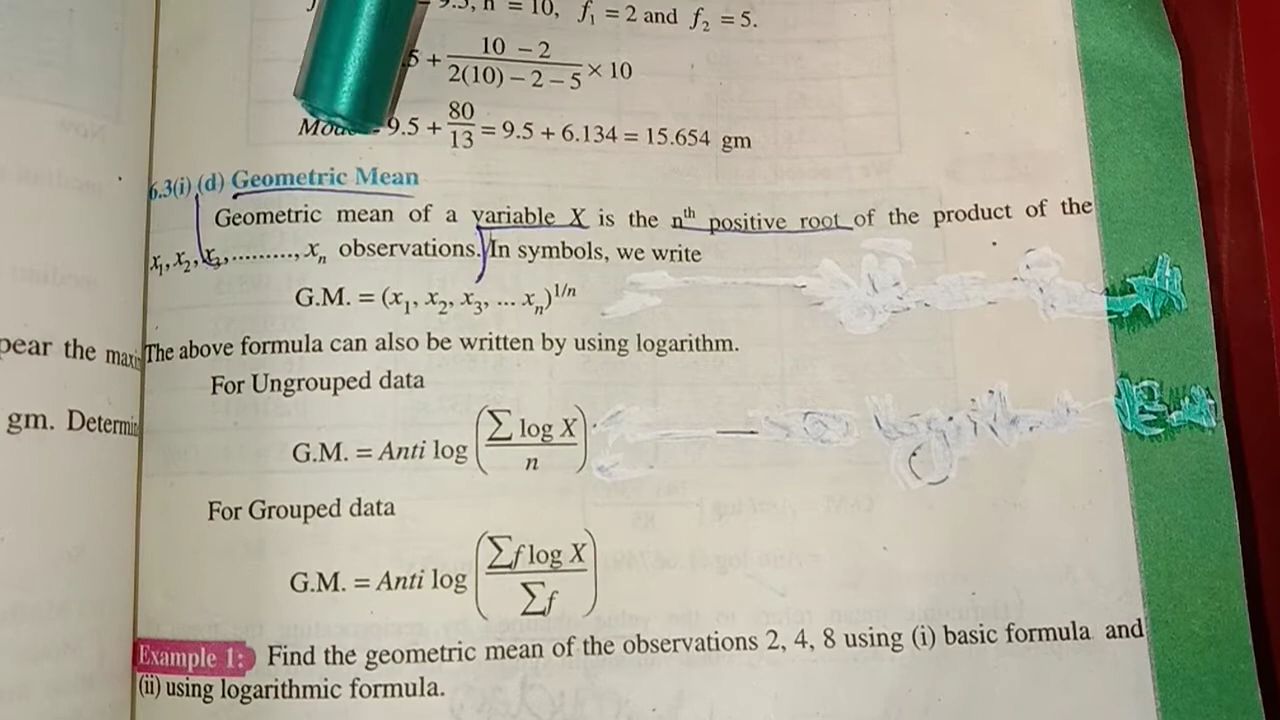 9.5, n = 10, f₁ = 2 and f₂ = 5.
5 + (10 – 2)/(2(10) – 2 – 5) × 10
= 9.5 + 80/13 = 9.5 + 6.134 = 15.654 gm
6.3(i) (d) Geometric Mean
Geometric mean of a variable X is the nᵗʰ positive root of the product of the
x₁, x₂, x₃, .........., xₙ observations. In symbols, we write
G.M. = (x₁, x₂, x₃, ... xₙ)^1/n
pear the maxi
The above formula can also be written by using logarithm.
For Ungrouped data
gm. Determin
G.M. = Anti log (∑ log X / n)
For Grouped data
G.M. = Anti log (∑f log X / ∑f)
Example 1: Find the geometric mean of the observations 2, 4, 8 using (i) basic formula and
(ii) using logarithmic formula.